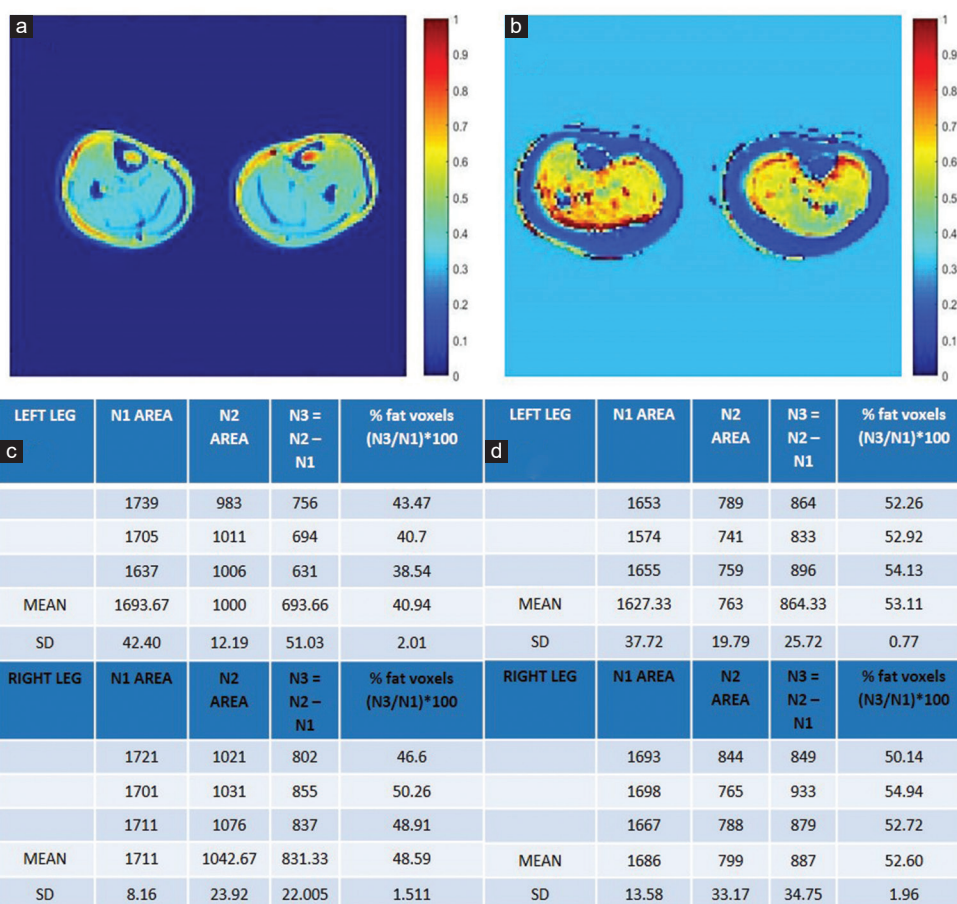 a
1
0.9
0.8
0.7
0.6
0.5
0.4
0.3
0.2
0.1
0
b
1
0.9
0.8
0.7
0.6
0.5
0.4
0.3
0.2
0.1
0
c
LEFT LEG N1 AREA N2 AREA N3 = N2 – N1 % fat voxels (N3/N1)*100
1739 983 756 43.47
1705 1011 694 40.7
1637 1006 631 38.54
MEAN 1693.67 1000 693.66 40.94
SD 42.40 12.19 51.03 2.01
RIGHT LEG N1 AREA N2 AREA N3 = N2 – N1 % fat voxels (N3/N1)*100
1721 1021 802 46.6
1701 1031 855 50.26
1711 1076 837 48.91
MEAN 1711 1042.67 831.33 48.59
SD 8.16 23.92 22.005 1.511
d
LEFT LEG N1 AREA N2 AREA N3 = N2 – N1 % fat voxels (N3/N1)*100
1653 789 864 52.26
1574 741 833 52.92
1655 759 896 54.13
MEAN 1627.33 763 864.33 53.11
SD 37.72 19.79 25.72 0.77
RIGHT LEG N1 AREA N2 AREA N3 = N2 – N1 % fat voxels (N3/N1)*100
1693 844 849 50.14
1698 765 933 54.94
1667 788 879 52.72
MEAN 1686 799 887 52.60
SD 13.58 33.17 34.75 1.96